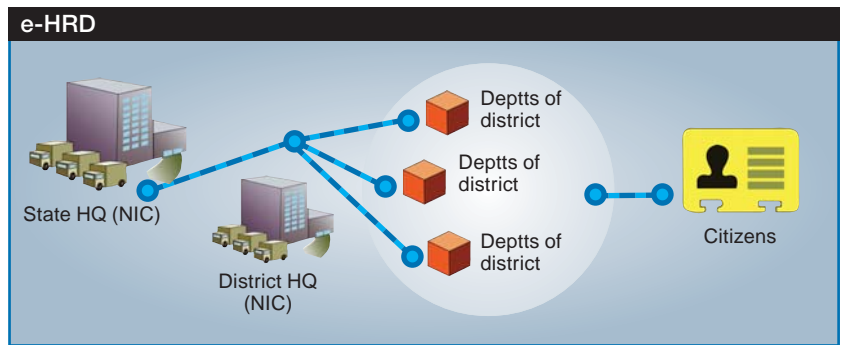 e-HRD
State HQ (NIC)
District HQ
(NIC)
Deptts of
district
Deptts of
district
Deptts of
district
Citizens